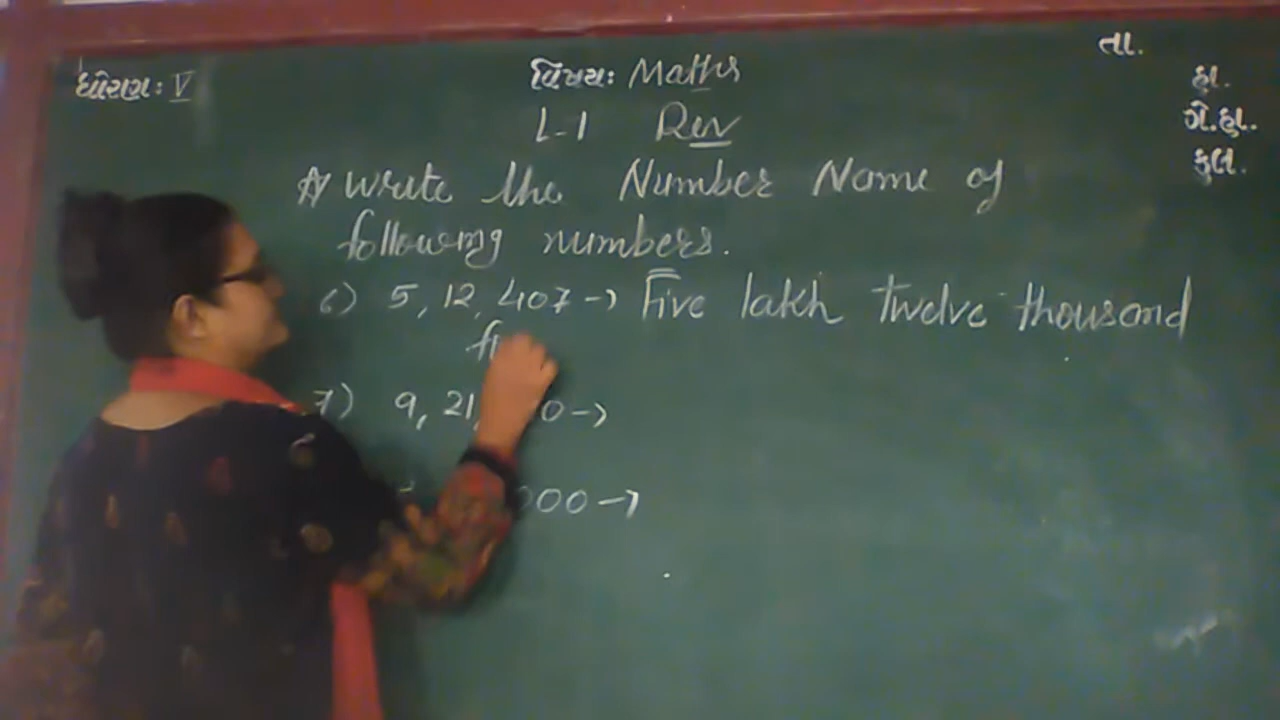 ધોરણ: V
વિષય: Maths
તા.
હા.
ગે.હા.
કુલ.
L-1 Rev
☆ Write the Number Name of
following numbers.
6) 5, 12, 407 → Five lakh twelve thousand
7) 9, 21,
000 →